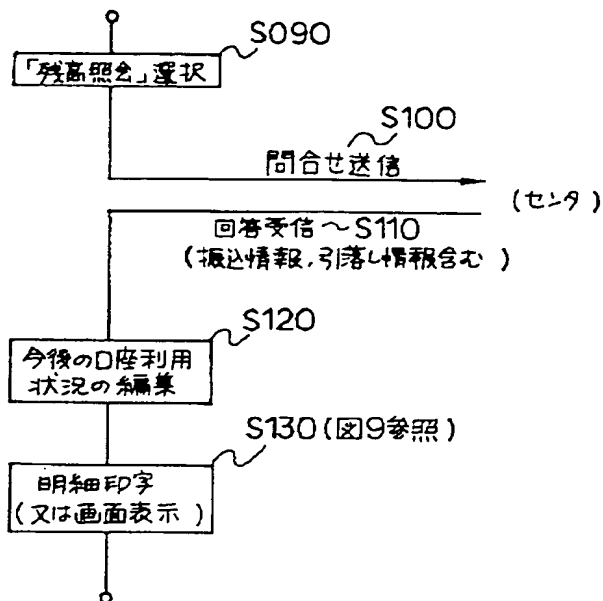 S090
「残高照会」選択
S100
問合せ送信
(センタ)
回答受信〜S110
(振込情報,引落し情報含む)
S120
今後の口座利用
状況の編集
S130(図9参照)
明細印字
(又は画面表示)